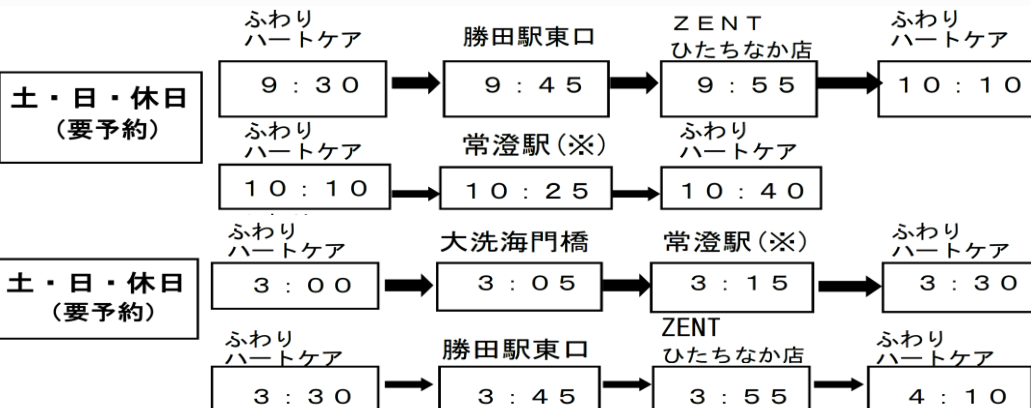 ふわり
ハートケア
勝田駅東口
ZENT
ひたちなか店
ふわり
ハートケア
土・日・休日
(要予約)
9:30
9:45
9:55
10:10
ふわり
ハートケア
常澄駅(※)
ふわり
ハートケア
10:10
10:25
10:40
ふわり
ハートケア
大洗海門橋
常澄駅(※)
ふわり
ハートケア
土・日・休日
(要予約)
3:00
3:05
3:15
3:30
ふわり
ハートケア
勝田駅東口
ZENT
ひたちなか店
ふわり
ハートケア
3:30
3:45
3:55
4:10